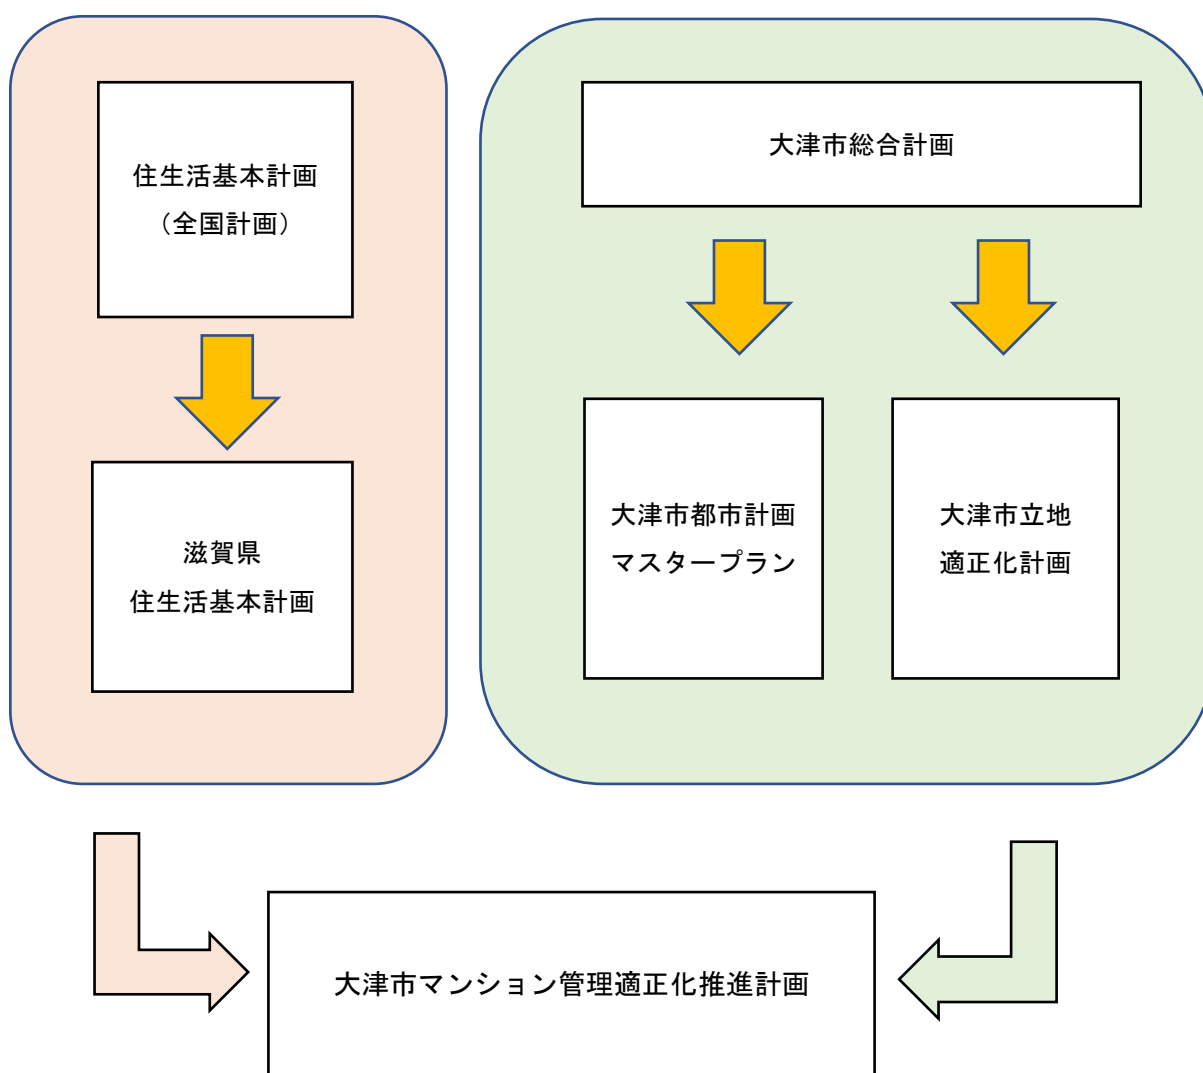 住生活基本計画
（全国計画）
滋賀県
住生活基本計画
大津市総合計画
大津市都市計画
マスタープラン
大津市立地
適正化計画
大津市マンション管理適正化推進計画